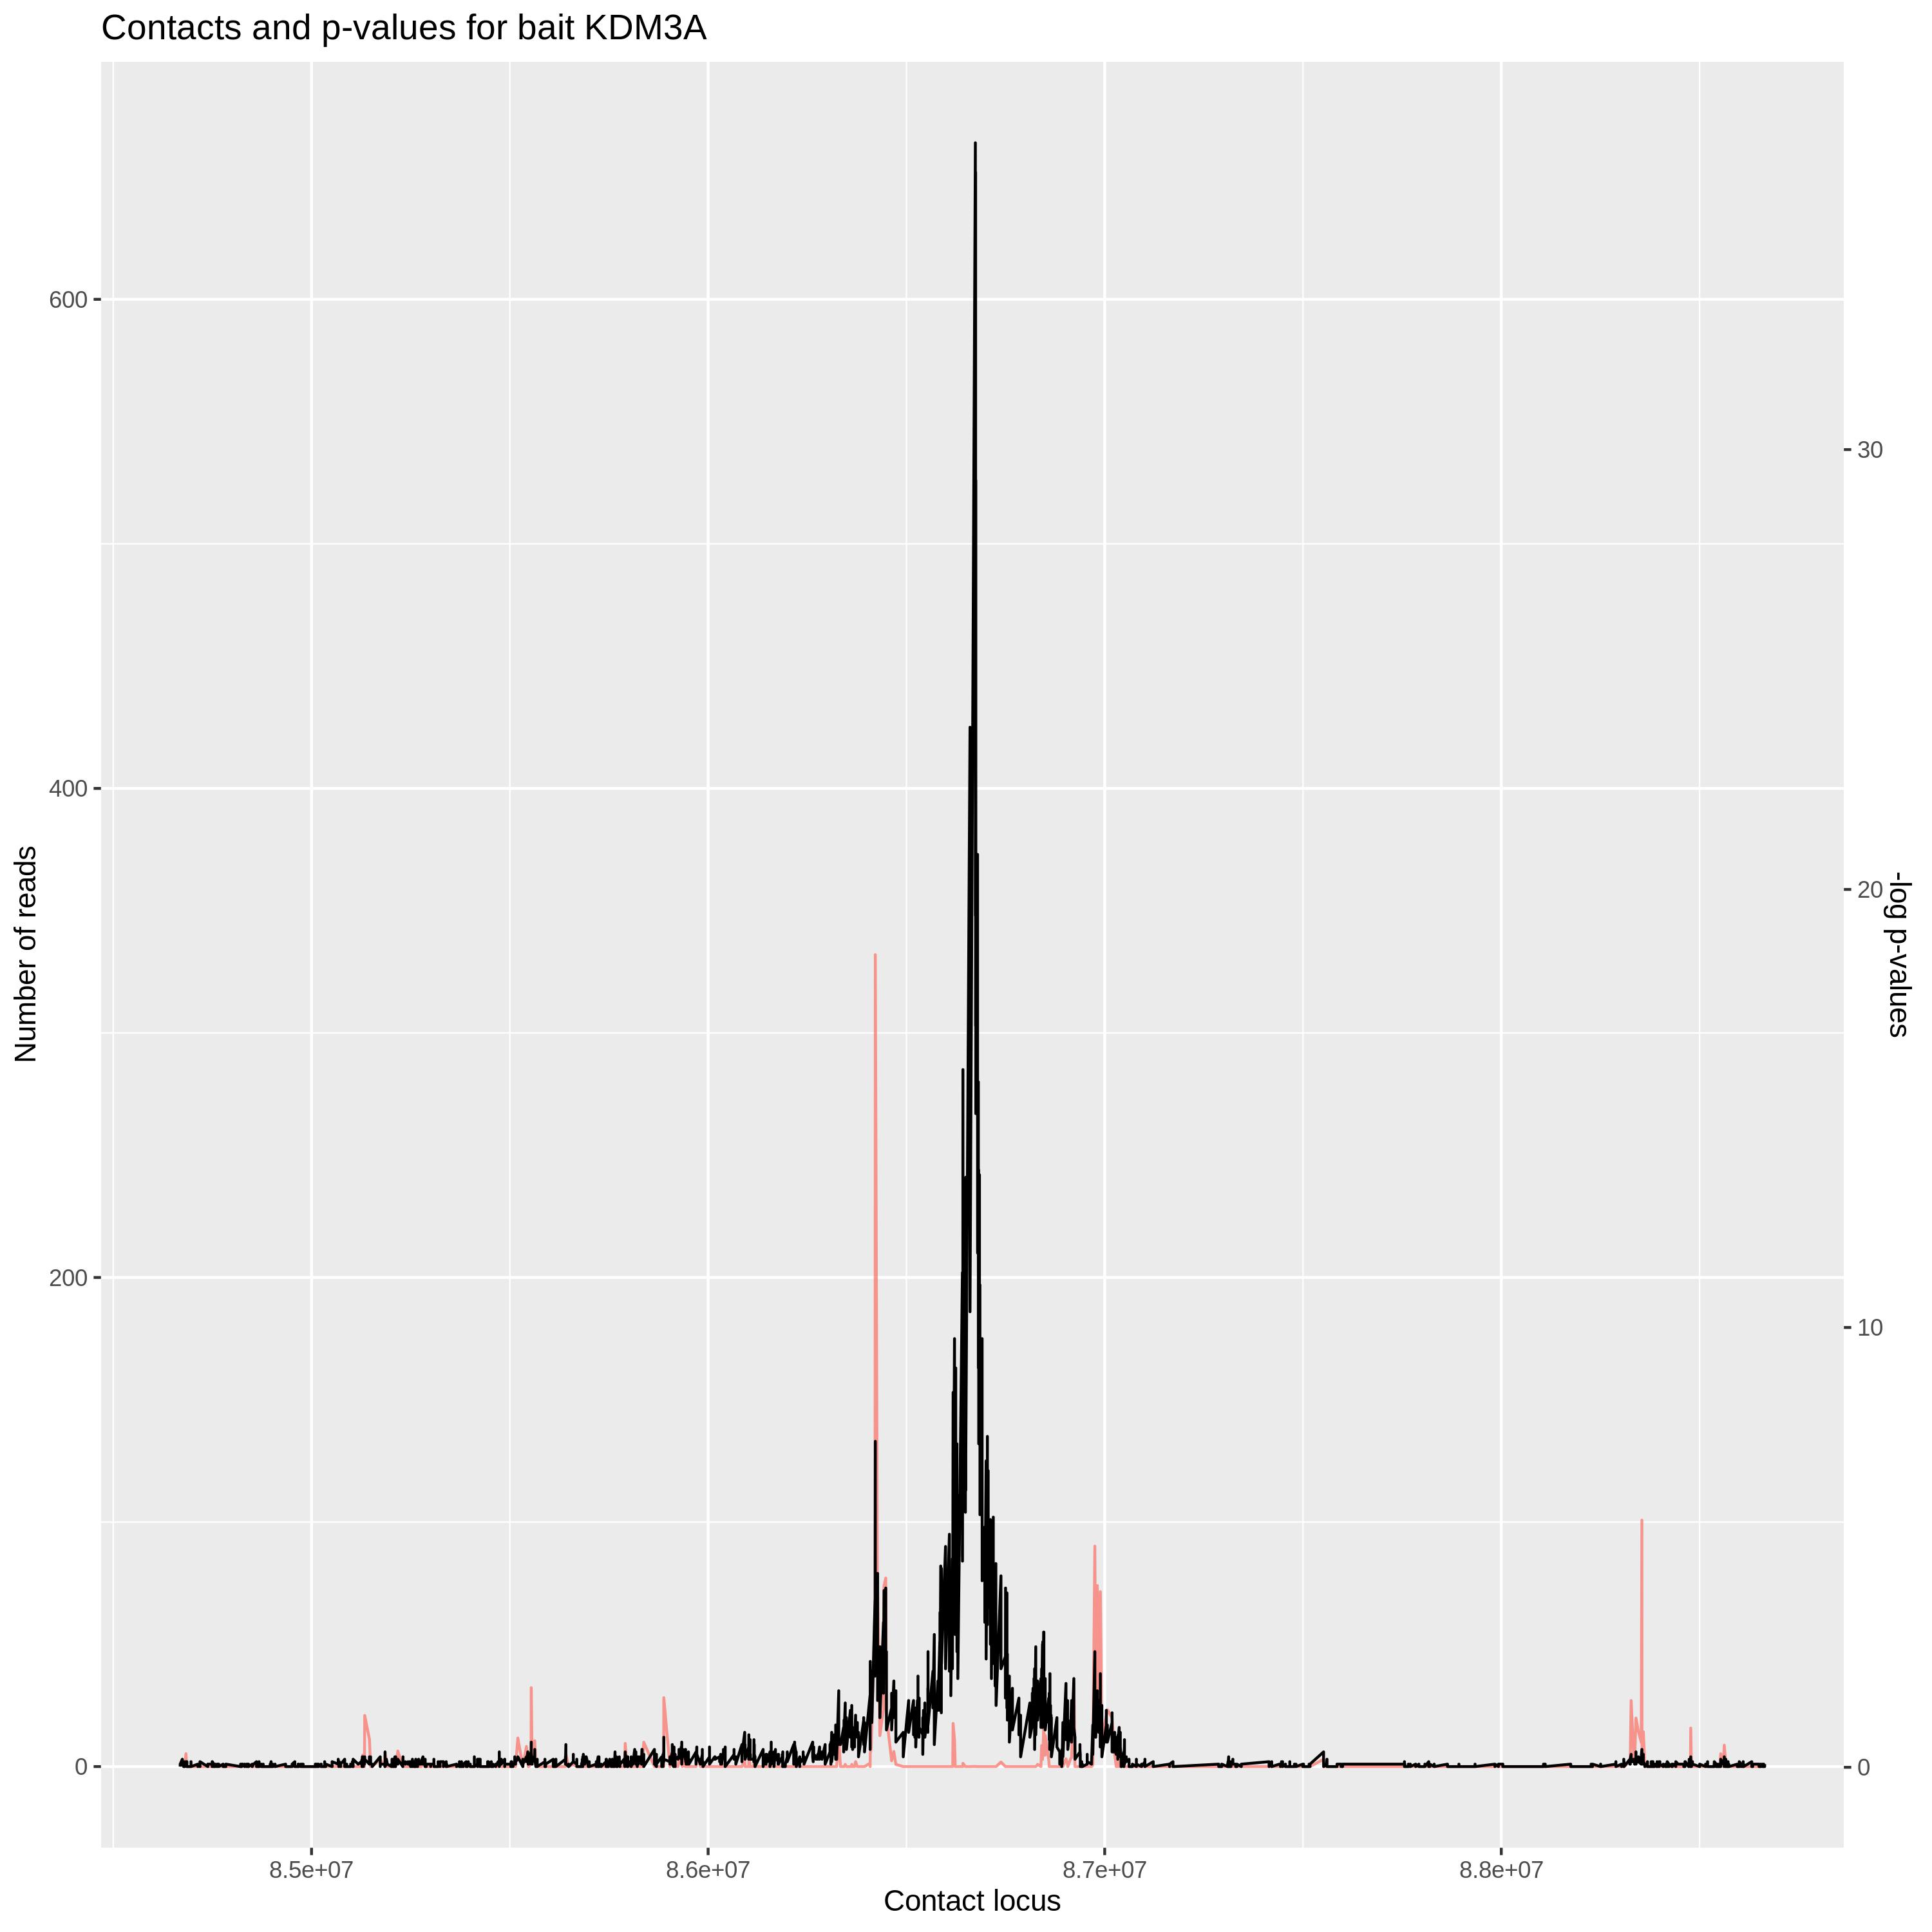 Contacts and p-values for bait KDM3A
Number of reads
600
400
200
0
30
20
10
0
-log p-values
8.5e+07
8.6e+07
8.7e+07
8.8e+07
Contact locus